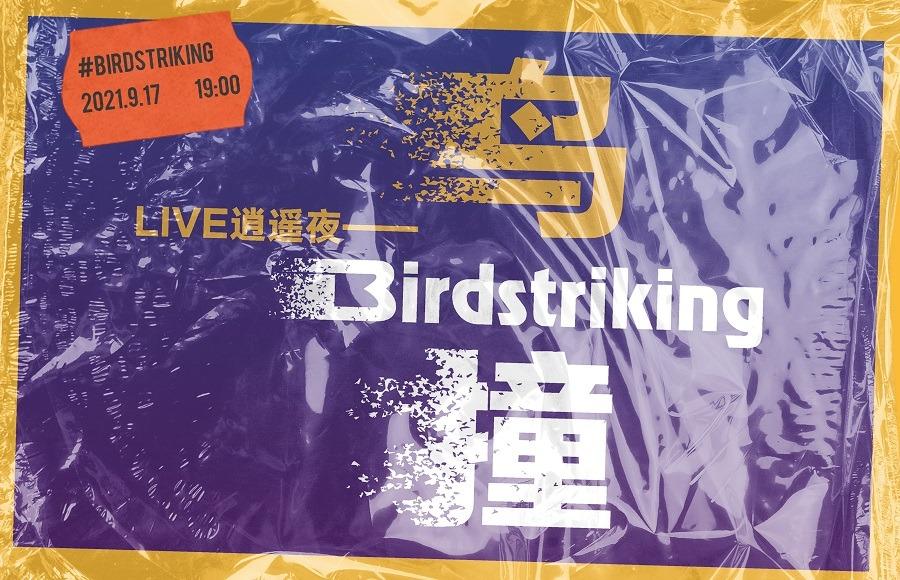 #BIRDSTRIKING
2021.9.17 19:00
鸟
LIVE逍遥夜——
Birdstriking
撞